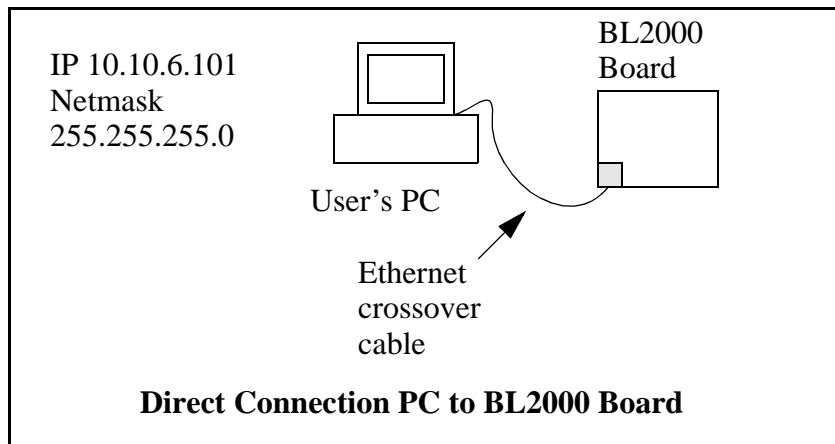 IP 10.10.6.101
Netmask
255.255.255.0
BL2000
Board
User’s PC
Ethernet
crossover
cable
Direct Connection PC to BL2000 Board